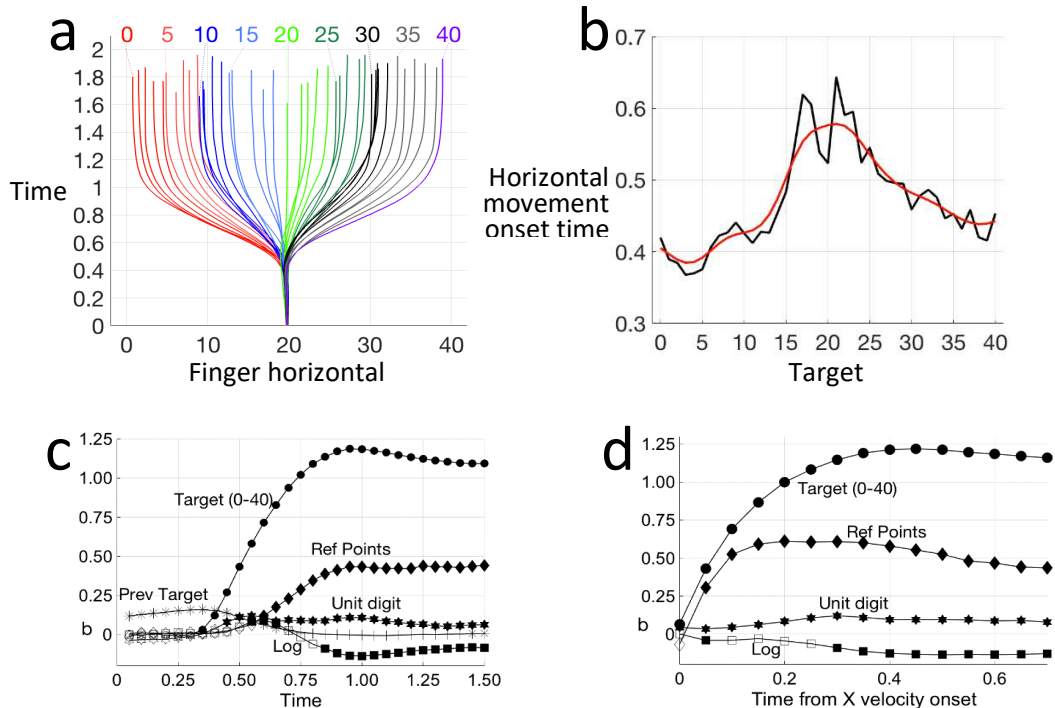 a
0 5 10 15 20 25 30 35 40
2
1.8
1.6
1.4
1.2
1
0.8
0.6
0.4
0.2
0
Time
0 10 20 30 40
Finger horizontal
b
0.7
0.6
0.5
0.4
0.3
Horizontal
movement
onset time
0 5 10 15 20 25 30 35 40
Target
c
1.25
1.00
0.75
0.50
0.25
b
Target (0-40)
Ref Points
Prev Target
Unit digit
Log
0 0.25 0.50 0.75 1.00 1.25 1.50
Time
d
1.25
1.00
0.75
0.50
0.25
b
Target (0-40)
Ref Points
Unit digit
Log
0 0.2 0.4 0.6
Time from X velocity onset